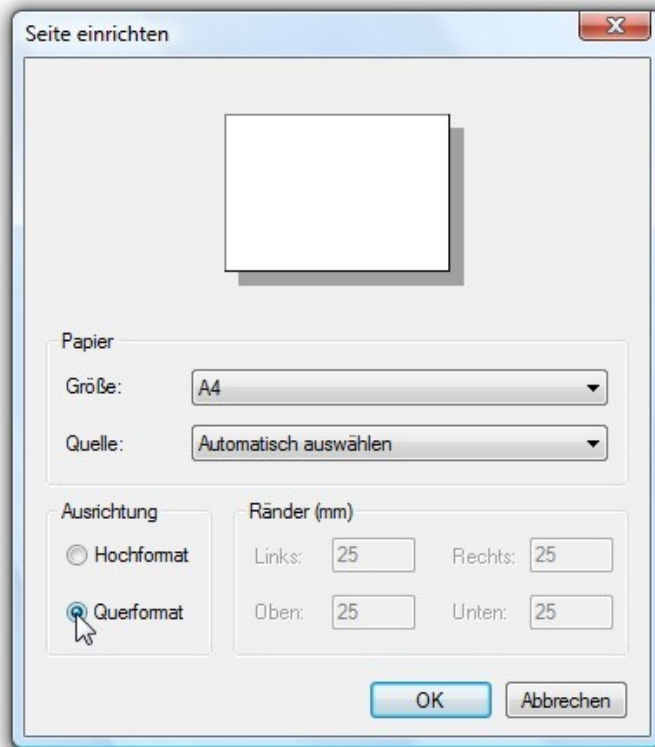 Seite einrichten
Papier
Größe: A4
Quelle: Automatisch auswählen
Ausrichtung
Hochformat
Querformat
Ränder (mm)
Links: 25 Rechts: 25
Oben: 25 Unten: 25
OK Abbrechen